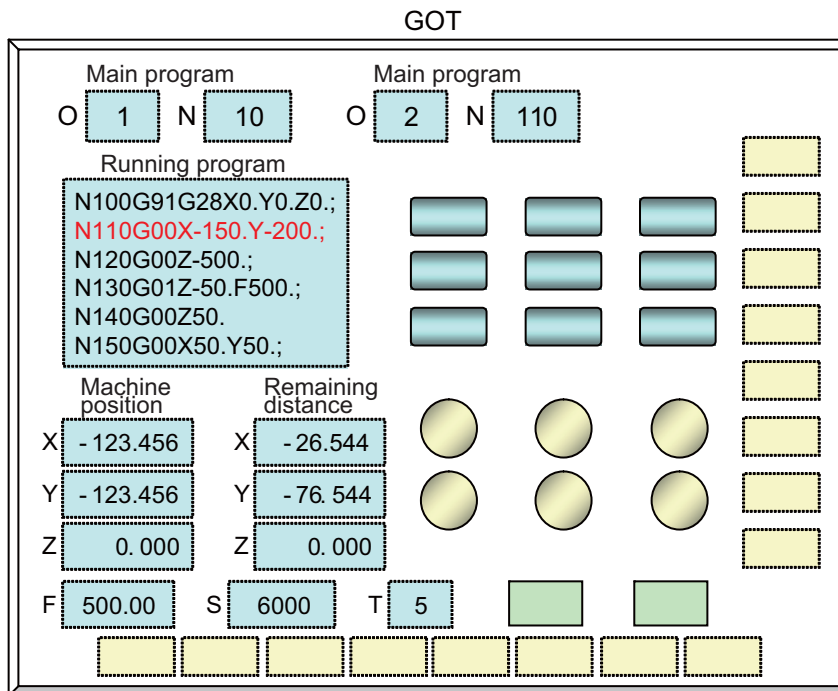 GOT
Main program Main program
O 1 N 10 O 2 N 110
Running program
N100G91G28X0.Y0.Z0.;
N110G00X-150.Y-200.;
N120G00Z-500.;
N130G01Z-50.F500.;
N140G00Z50.
N150G00X50.Y50.;
Machine position
Remaining distance
X -123.456 X -26.544
Y -123.456 Y -76. 544
Z 0. 000 Z 0.000
F 500.00 S 6000 T 5